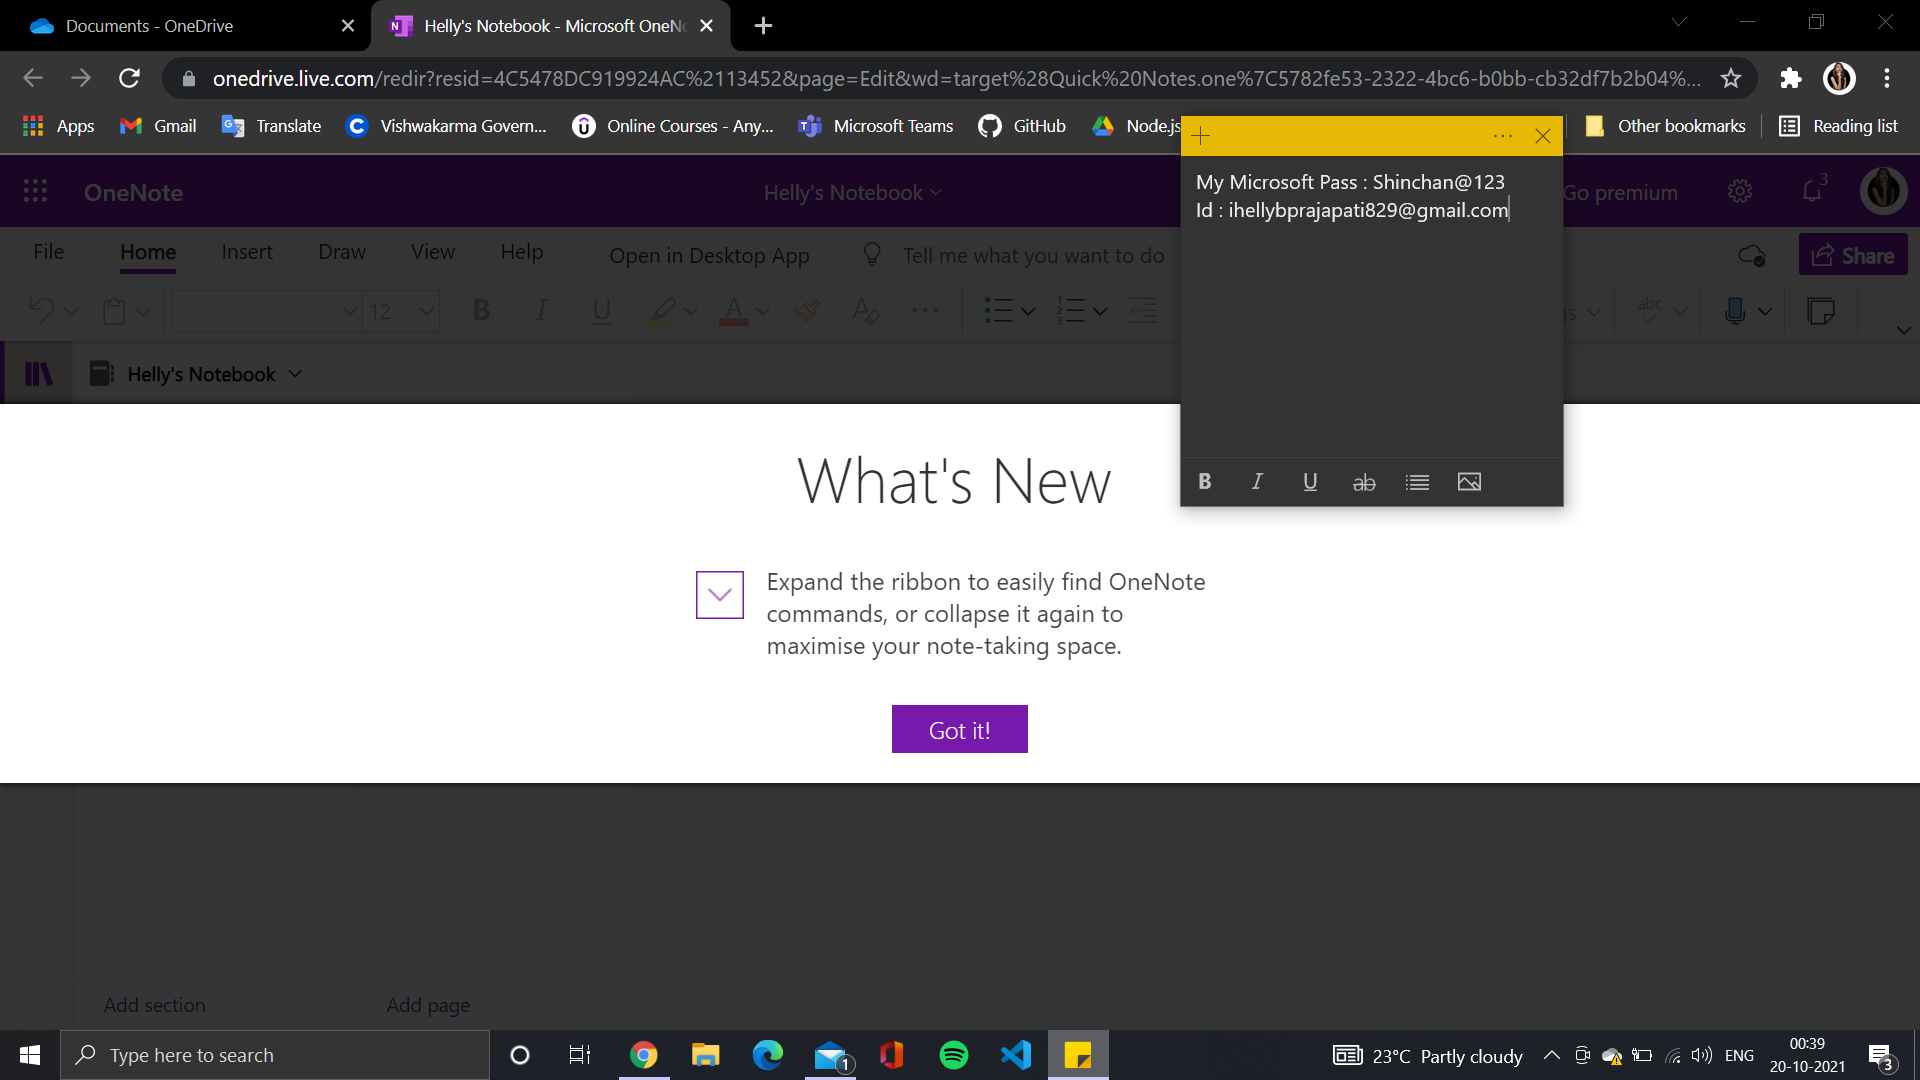 Documents - OneDrive
Helly's Notebook - Microsoft OneN
onedrive.live.com/redir?resid=4C5478DC919924AC%2113452&page=Edit&wd=target%28Quick%20Notes.one%7C5782fe53-2322-4bc6-b0bb-cb32df7b2b04%...
Apps Gmail Translate Vishwakarma Govern... Online Courses - Any... Microsoft Teams GitHub Node.js Other bookmarks Reading list
My Microsoft Pass : Shinchan@123
Id : ihellybprajapati829@gmail.com
OneNote Helly's Notebook Go premium 3
File Home Insert Draw View Help Open in Desktop App Tell me what you want to do Share
12 B I U A A abc
Helly's Notebook
B I U ab
What's New
Expand the ribbon to easily find OneNote
commands, or collapse it again to
maximise your note-taking space.
Got it!
Add section Add page
Type here to search 1 23°C Partly cloudy ENG 00:39
20-10-2021 3